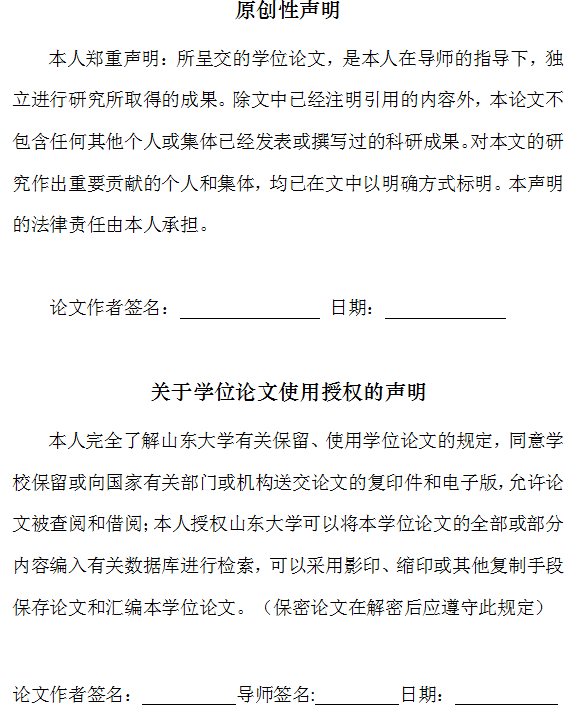 原创性声明
本人郑重声明：所呈交的学位论文，是本人在导师的指导下，独
立进行研究所取得的成果。除文中已经注明引用的内容外，本论文不
包含任何其他个人或集体已经发表或撰写过的科研成果。对本文的研
究作出重要贡献的个人和集体，均已在文中以明确方式标明。本声明
的法律责任由本人承担。
论文作者签名：______________ 日期：____________
关于学位论文使用授权的声明
本人完全了解山东大学有关保留、使用学位论文的规定，同意学
校保留或向国家有关部门或机构送交论文的复印件和电子版，允许论
文被查阅和借阅；本人授权山东大学可以将本学位论文的全部或部分
内容编入有关数据库进行检索，可以采用影印、缩印或其他复制手段
保存论文和汇编本学位论文。（保密论文在解密后应遵守此规定）
论文作者签名：__________导师签名:_________日期：___________